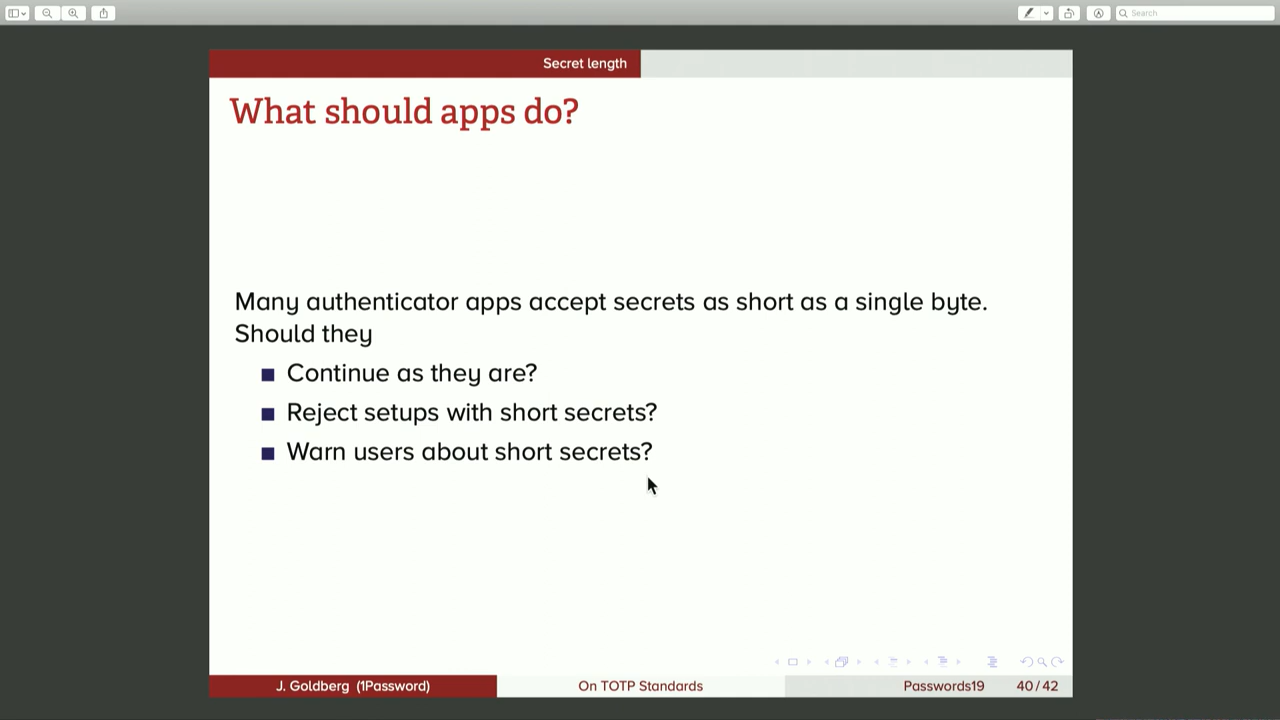 Search
Secret length
What should apps do?
Many authenticator apps accept secrets as short as a single byte.
Should they
Continue as they are?
Reject setups with short secrets?
Warn users about short secrets?
J. Goldberg (1Password)
On TOTP Standards
Passwords19
40 / 42